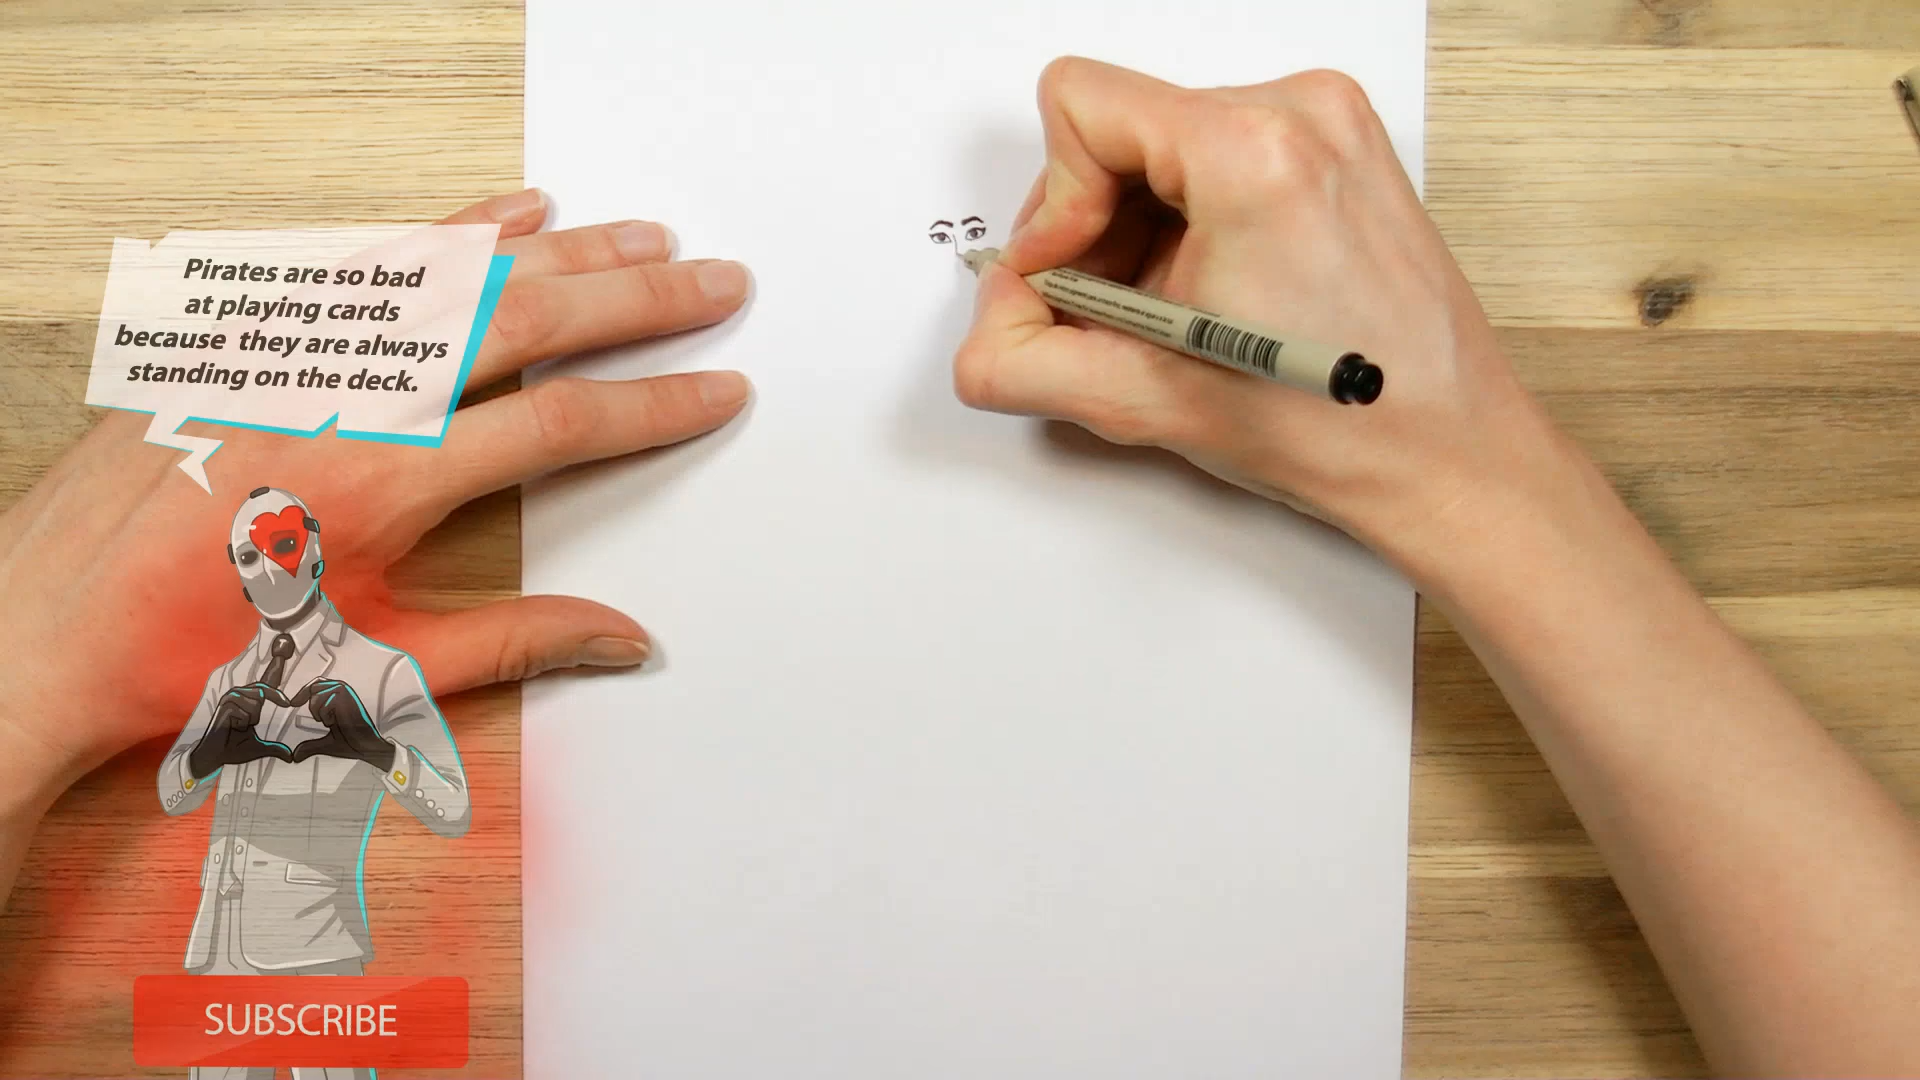 Pirates are so bad
at playing cards
because they are always
standing on the deck.
SUBSCRIBE